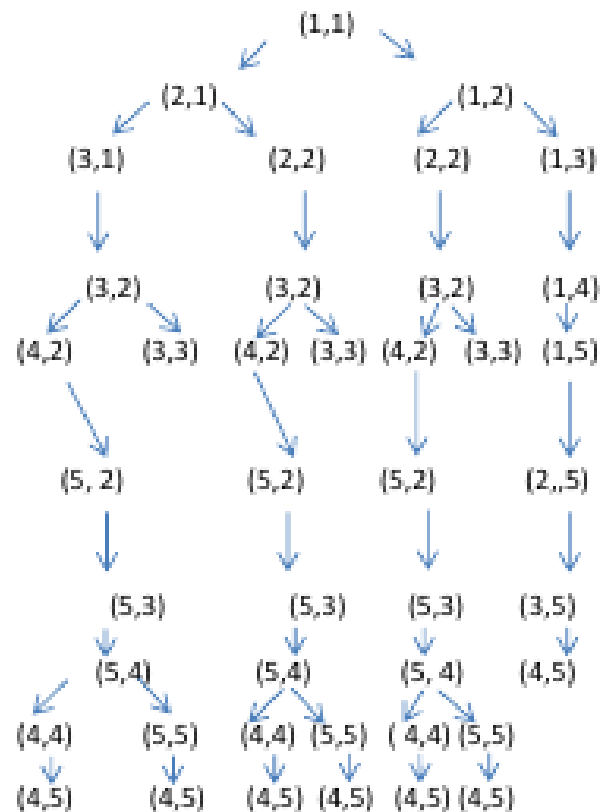 (1,1)
(2,1) (1,2)
(3,1) (2,2) (2,2) (1,3)
(3,2) (3,2) (3,2) (1,4)
(4,2) (3,3) (4,2) (3,3) (4,2) (3,3) (1,5)
(5, 2) (5,2) (5,2) (2,,5)
(5,3) (5,3) (5,3) (3,5)
(5,4) (5,4) (5, 4) (4,5)
(4,4) (5,5) (4,4) (5,5) ( 4,4) (5,5)
(4,5) (4,5) (4,5) (4,5) (4,5) (4,5)